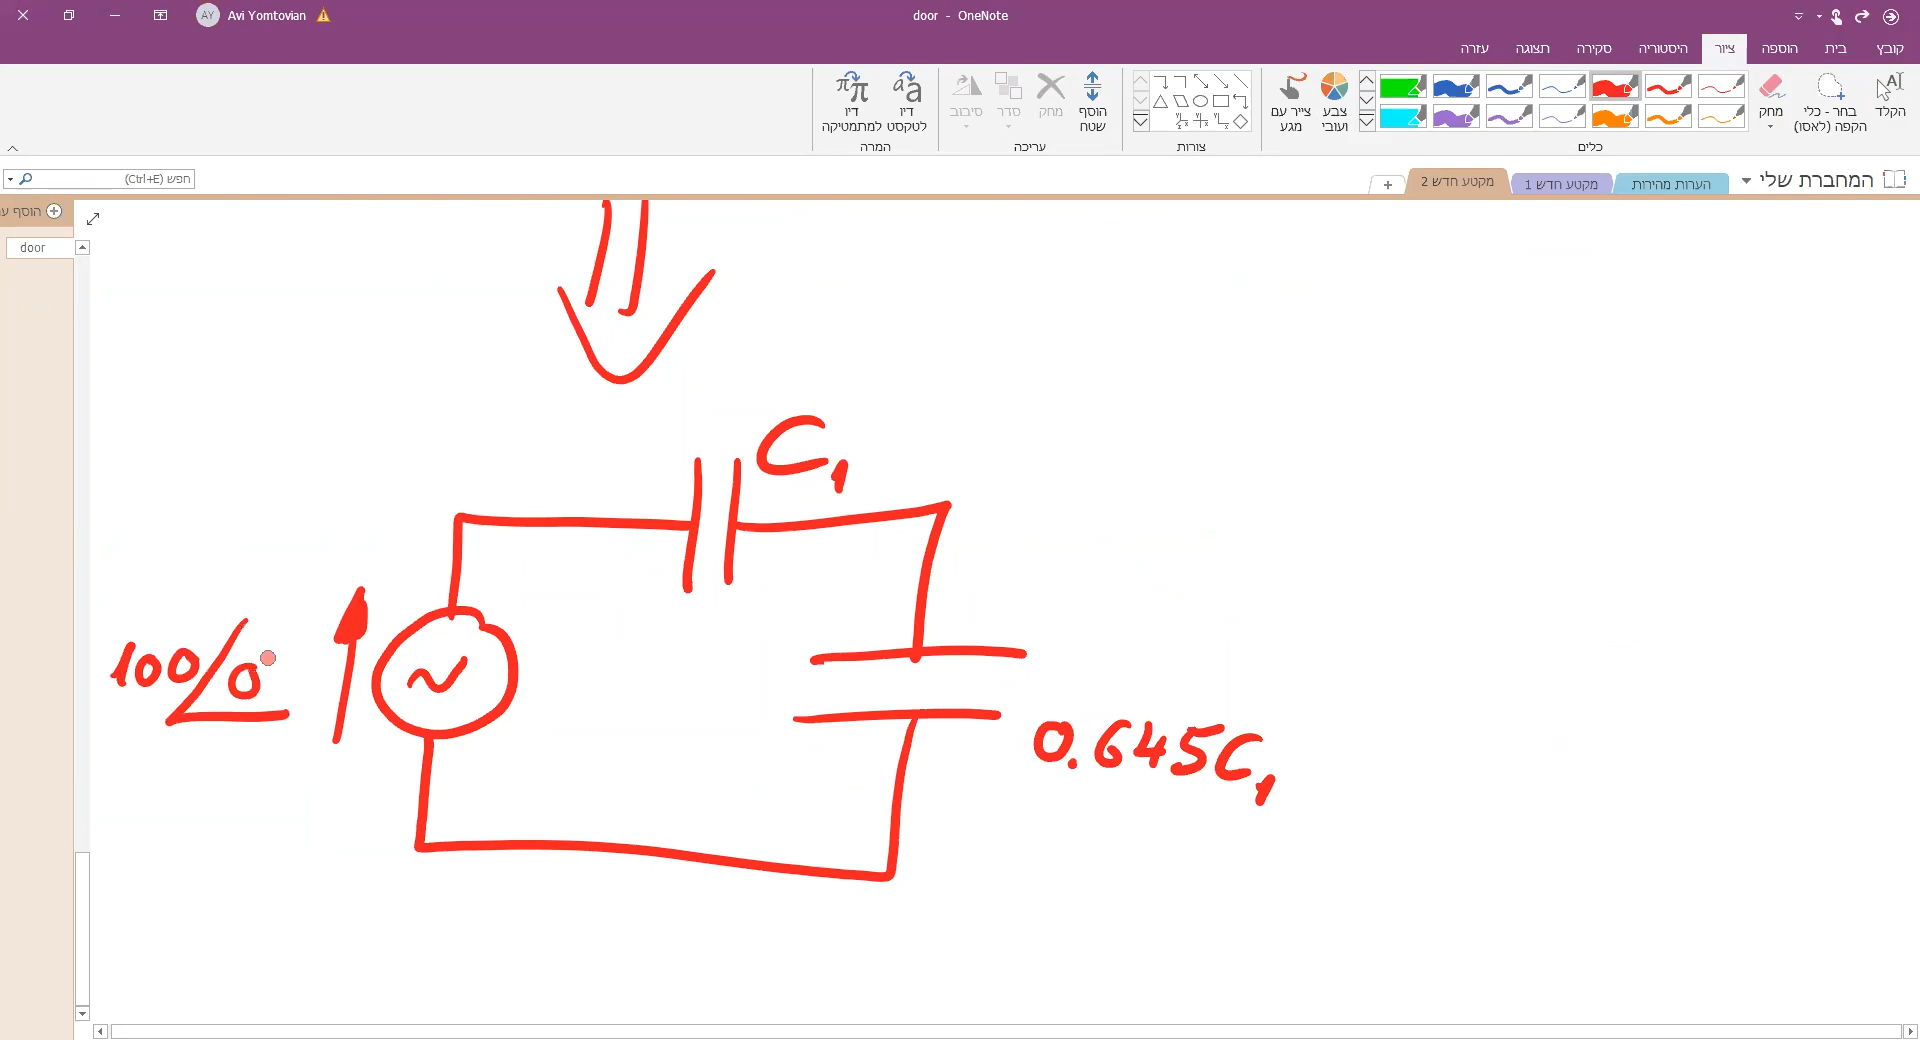 AY Avi Yomtovian
door - OneNote
קובץ בית הוספה ציור היסטוריה סקירה תצוגה עזרה
הקלד
בחר - כלי הקפה (לאסו)
מחק
כלים
צבע ועובי
צייר עם מגע
צורות
הוסף שטח
מחק
סדר
סיבוב
עריכה
דיו לטקסט
דיו למתמטיקה
המרה
המחברת שלי
הערות מהירות
מקטע חדש 1
מקטע חדש 2
+
חפש (Ctrl+E)
הוסף ע
door
C1
100/0
0.645C1